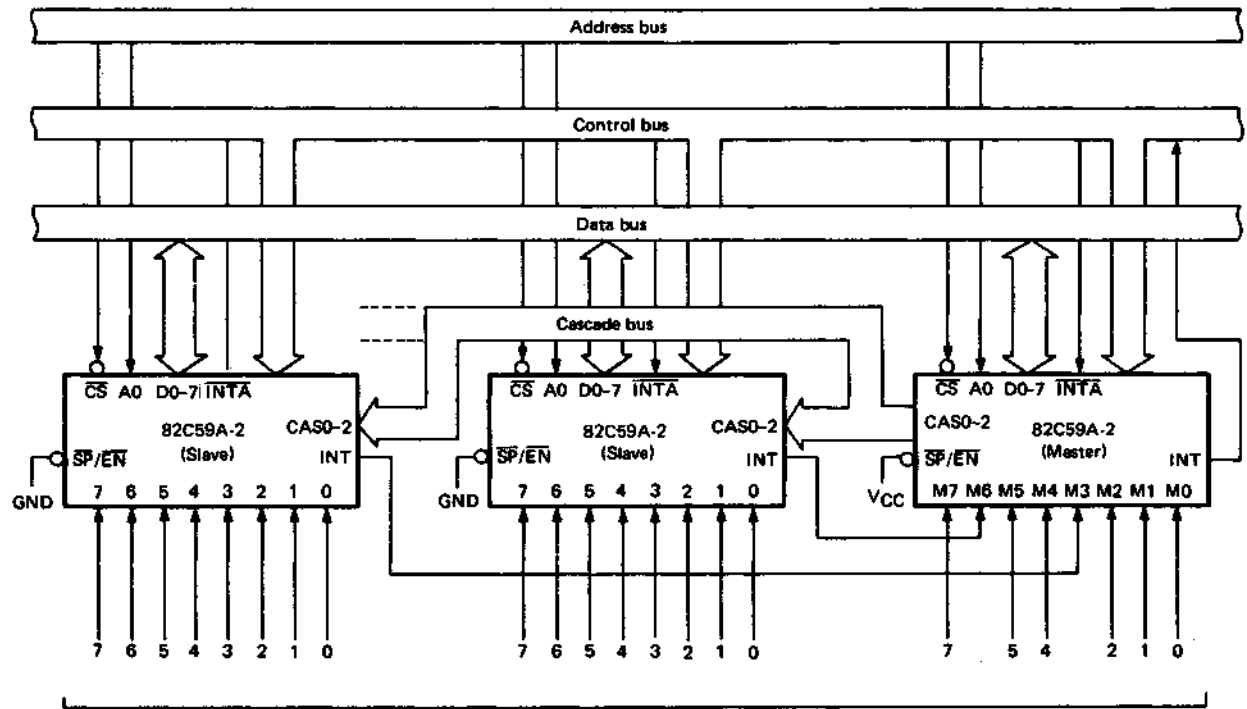 Address bus
Control bus
Data bus
Cascade bus
CS A0 D0-7 INTA
CS A0 D0-7 INTA
CS A0 D0-7 INTA
82C59A-2
(Slave)
CAS0-2
SP/EN
INT
GND
7 6 5 4 3 2 1 0
82C59A-2
(Slave)
CAS0-2
SP/EN
INT
GND
7 6 5 4 3 2 1 0
CAS0-2
82C59A-2
(Master)
SP/EN
INT
VCC
M7 M6 M5 M4 M3 M2 M1 M0
7 6 5 4 3 2 1 0
7 6 5 4 3 2 1 0
7 5 4 2 1 0